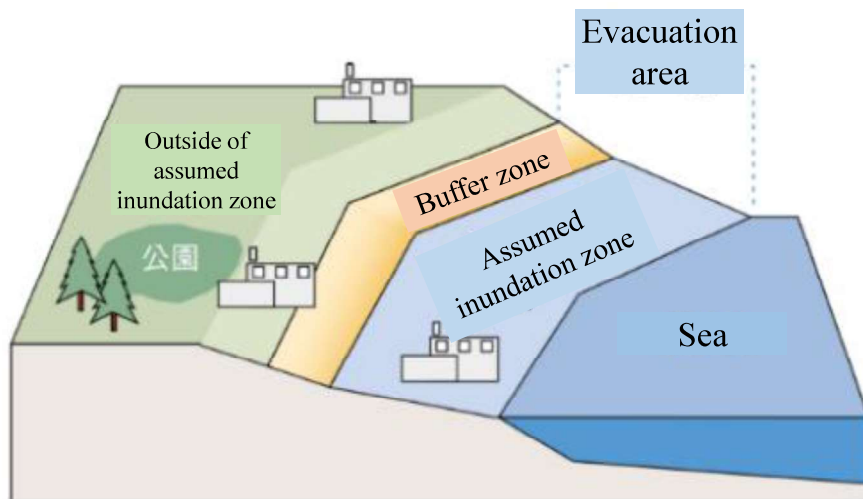 Evacuation
area
Outside of
assumed
inundation zone
Buffer zone
Assumed
inundation zone
公園
Sea